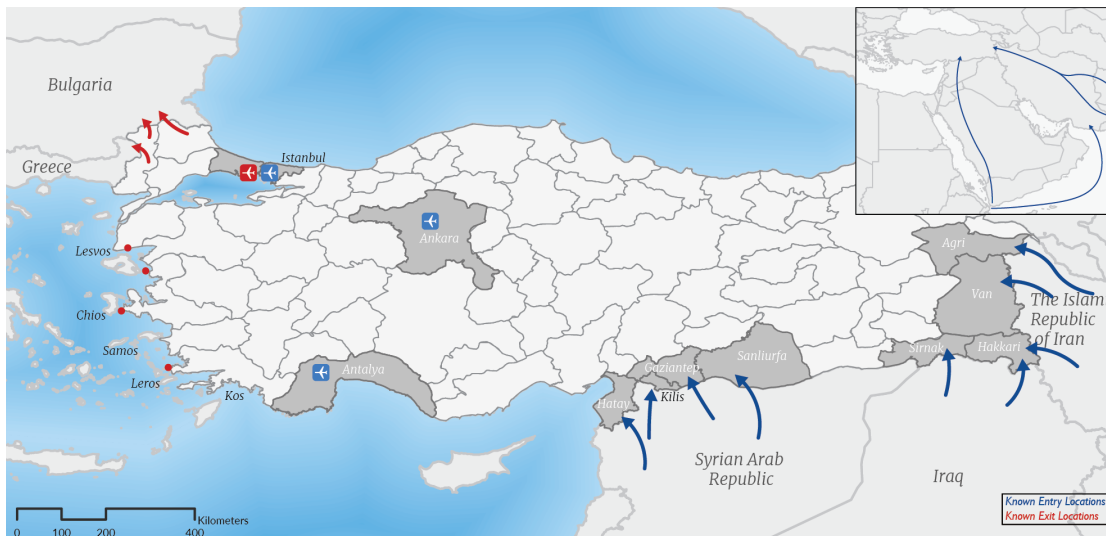 Bulgaria
Greece
Istanbul
Ankara
Lesvos
Chios
Samos
Leros
Kos
Antalya
Agri
Van
The Islam
Republic
of Iran
Sirnak
Hakkari
Sanliurfa
Gaziantep
Kilis
Hatay
Syrian Arab
Republic
Iraq
Kilometers
0 100 200 400
Known Entry Locations
Known Exit Locations